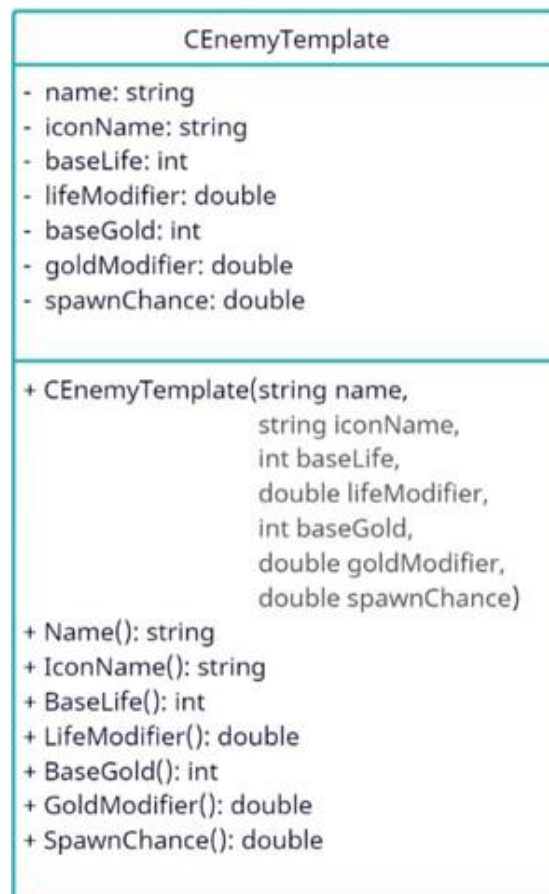 CEnemyTemplate
- name: string
- iconName: string
- baseLife: int
- lifeModifier: double
- baseGold: int
- goldModifier: double
- spawnChance: double
+ CEnemyTemplate(string name,
string iconName,
int baseLife,
double lifeModifier,
int baseGold,
double goldModifier,
double spawnChance)
+ Name(): string
+ IconName(): string
+ BaseLife(): int
+ LifeModifier(): double
+ BaseGold(): int
+ GoldModifier(): double
+ SpawnChance(): double